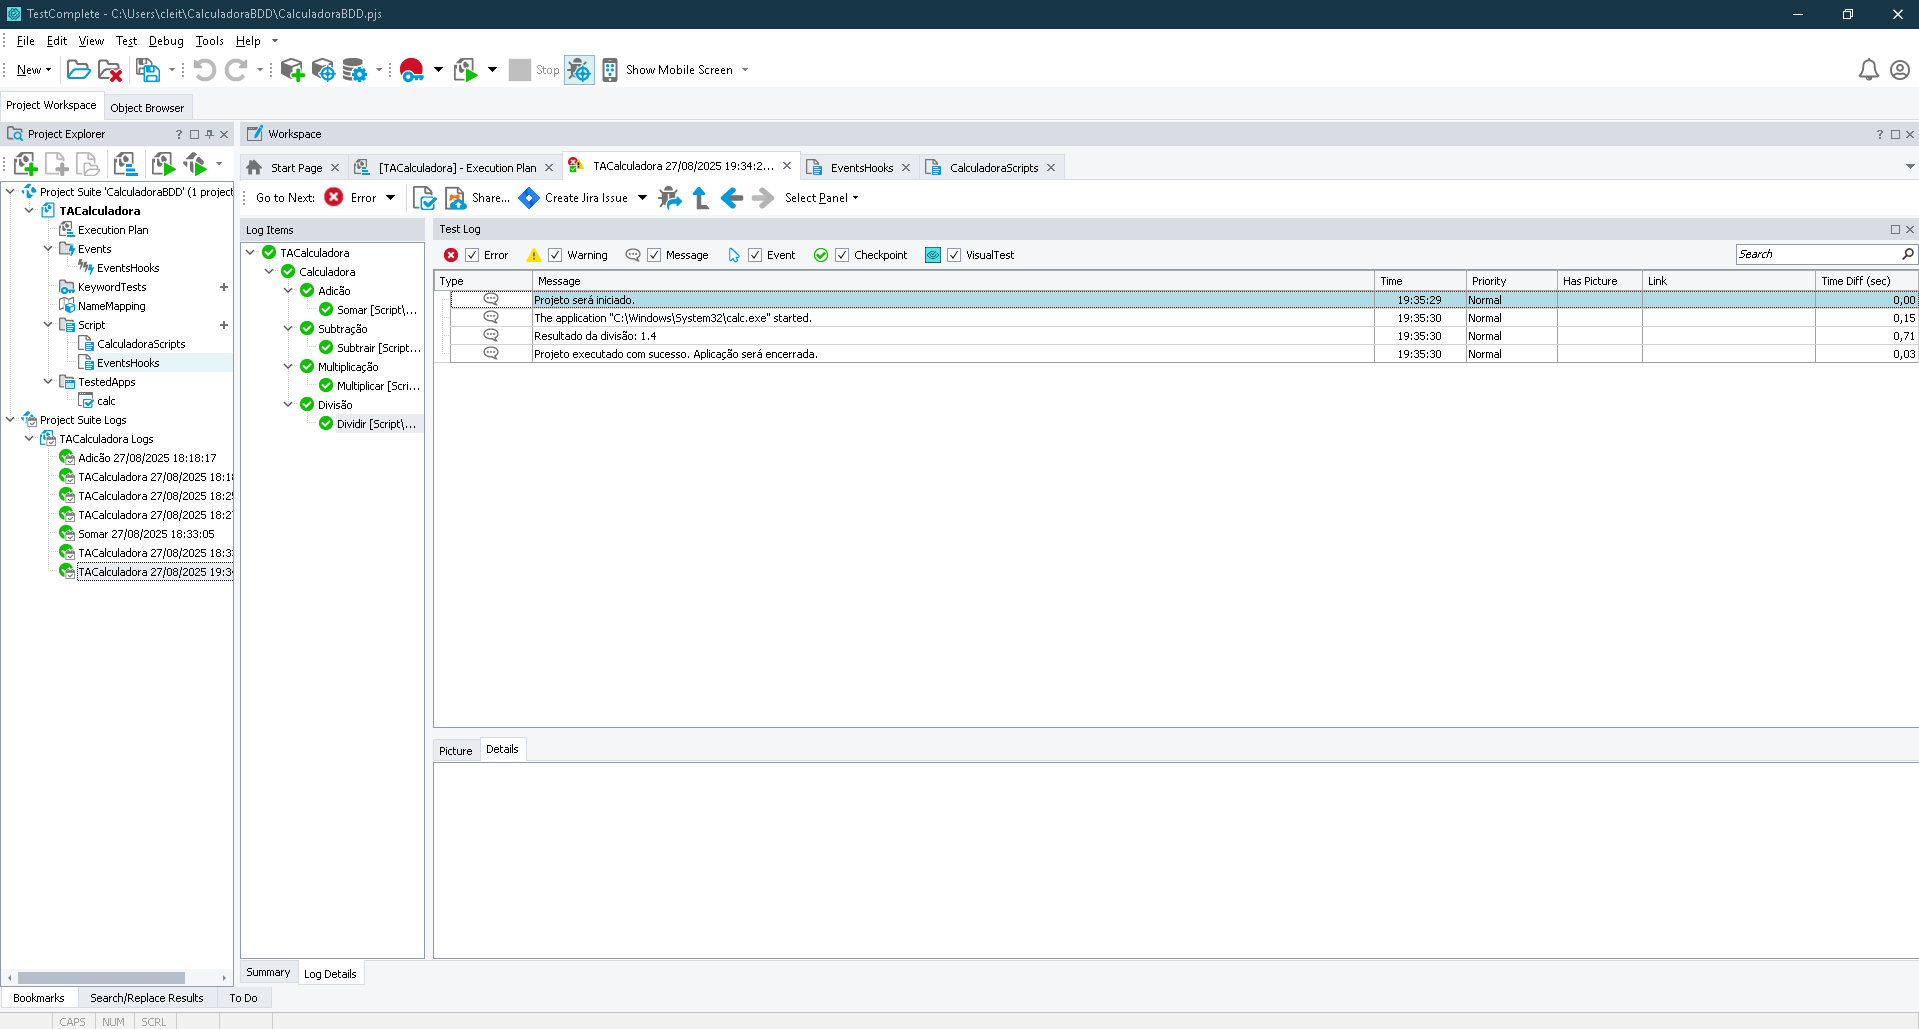 TestComplete - C:\Users\cleit\CalculadoraBDD\CalculadoraBDD.pjs
File Edit View Test Debug Tools Help
New Stop Show Mobile Screen
Project Workspace Object Browser
Project Explorer ?
Workspace ?
Start Page [TACalculadora] - Execution Plan TACalculadora 27/08/2025 19:34:2... EventsHooks CalculadoraScripts
Go to Next: Error Share... Create Jira Issue Select Panel
Project Suite 'CalculadoraBDD' (1 project
TACalculadora
Execution Plan
Events
EventsHooks
KeywordTests
NameMapping
Script
CalculadoraScripts
EventsHooks
TestedApps
calc
Project Suite Logs
TACalculadora Logs
Adicão 27/08/2025 18:18:17
TACalculadora 27/08/2025 18:18
TACalculadora 27/08/2025 18:25
TACalculadora 27/08/2025 18:27
Somar 27/08/2025 18:33:05
TACalculadora 27/08/2025 18:33
TACalculadora 27/08/2025 19:34
Log Items
TACalculadora
Calculadora
Adicão
Somar [Script\...
Subtração
Subtrair [Script...
Multiplicação
Multiplicar [Scri...
Divisão
Dividir [Script\...
Test Log
Error Warning Message Event Checkpoint VisualTest Search
Type Message Time Priority Has Picture Link Time Diff (sec)
Projeto será iniciado. 19:35:29 Normal 0,00
The application "C:\Windows\System32\calc.exe" started. 19:35:30 Normal 0,15
Resultado da divisão: 1.4 19:35:30 Normal 0,71
Projeto executado com sucesso. Aplicação será encerrada. 19:35:30 Normal 0,03
Picture Details
Summary Log Details
Bookmarks Search/Replace Results To Do
CAPS NUM SCRL